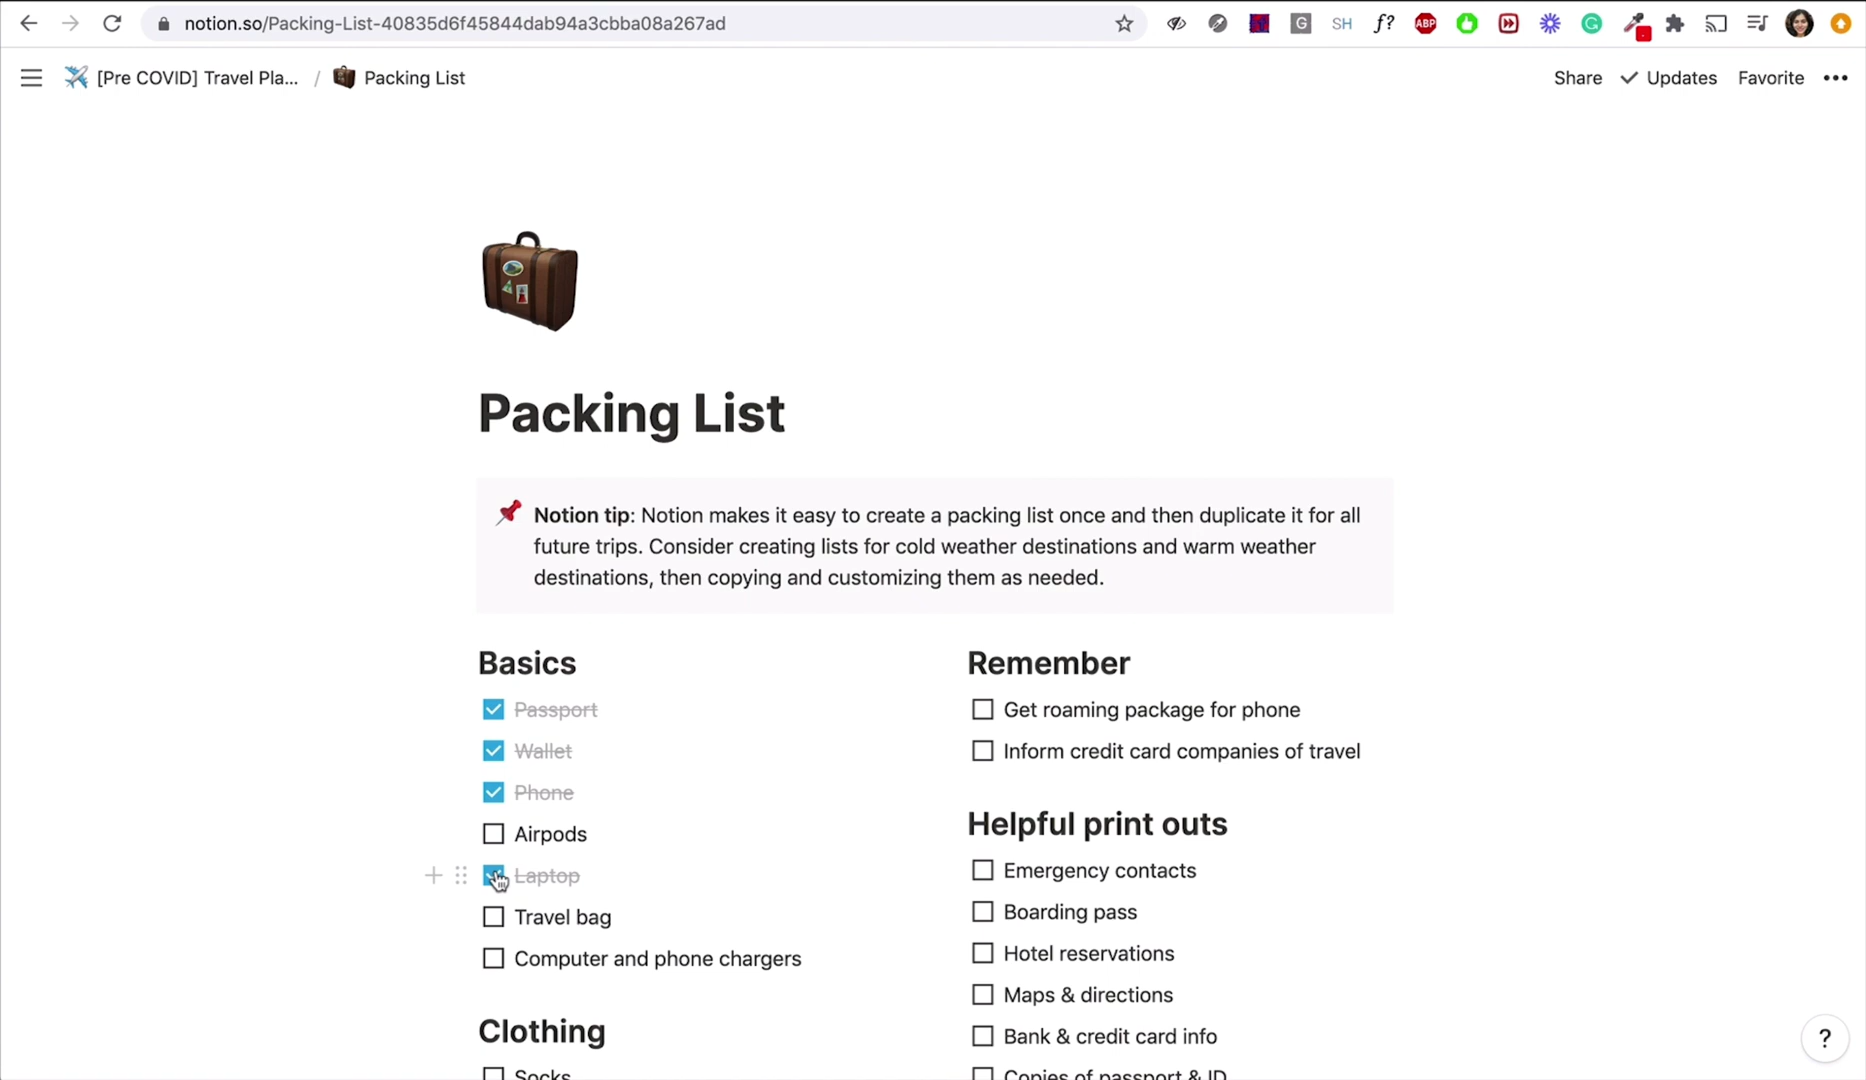 notion.so/Packing-List-40835d6f45844dab94a3cbba08a267ad
G
SH
f?
ABP
[Pre COVID] Travel Pla... / Packing List
Share
Updates
Favorite
Packing List
Notion tip: Notion makes it easy to create a packing list once and then duplicate it for all
future trips. Consider creating lists for cold weather destinations and warm weather
destinations, then copying and customizing them as needed.
Basics
Passport
Wallet
Phone
Airpods
Laptop
Travel bag
Computer and phone chargers
Clothing
Socks
Remember
Get roaming package for phone
Inform credit card companies of travel
Helpful print outs
Emergency contacts
Boarding pass
Hotel reservations
Maps & directions
Bank & credit card info
Copies of passport & ID
?